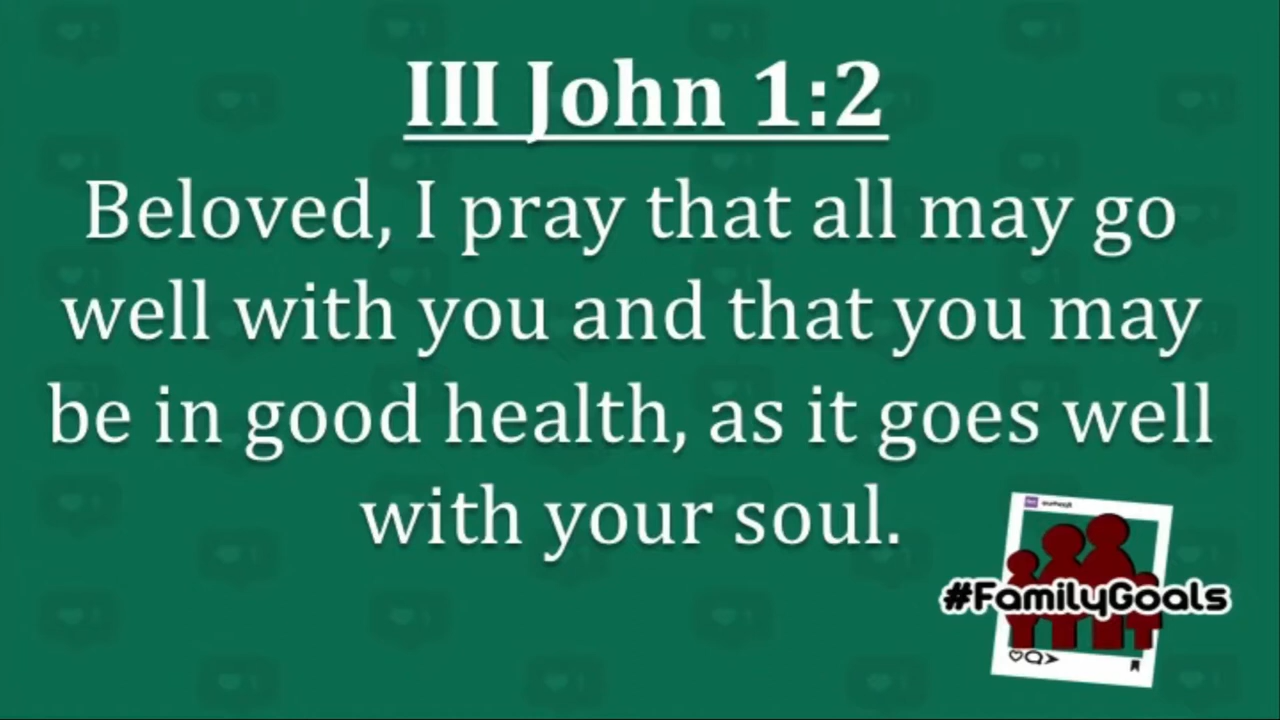 III John 1:2
Beloved, I pray that all may go
well with you and that you may
be in good health, as it goes well
with your soul.
#FamilyGoals